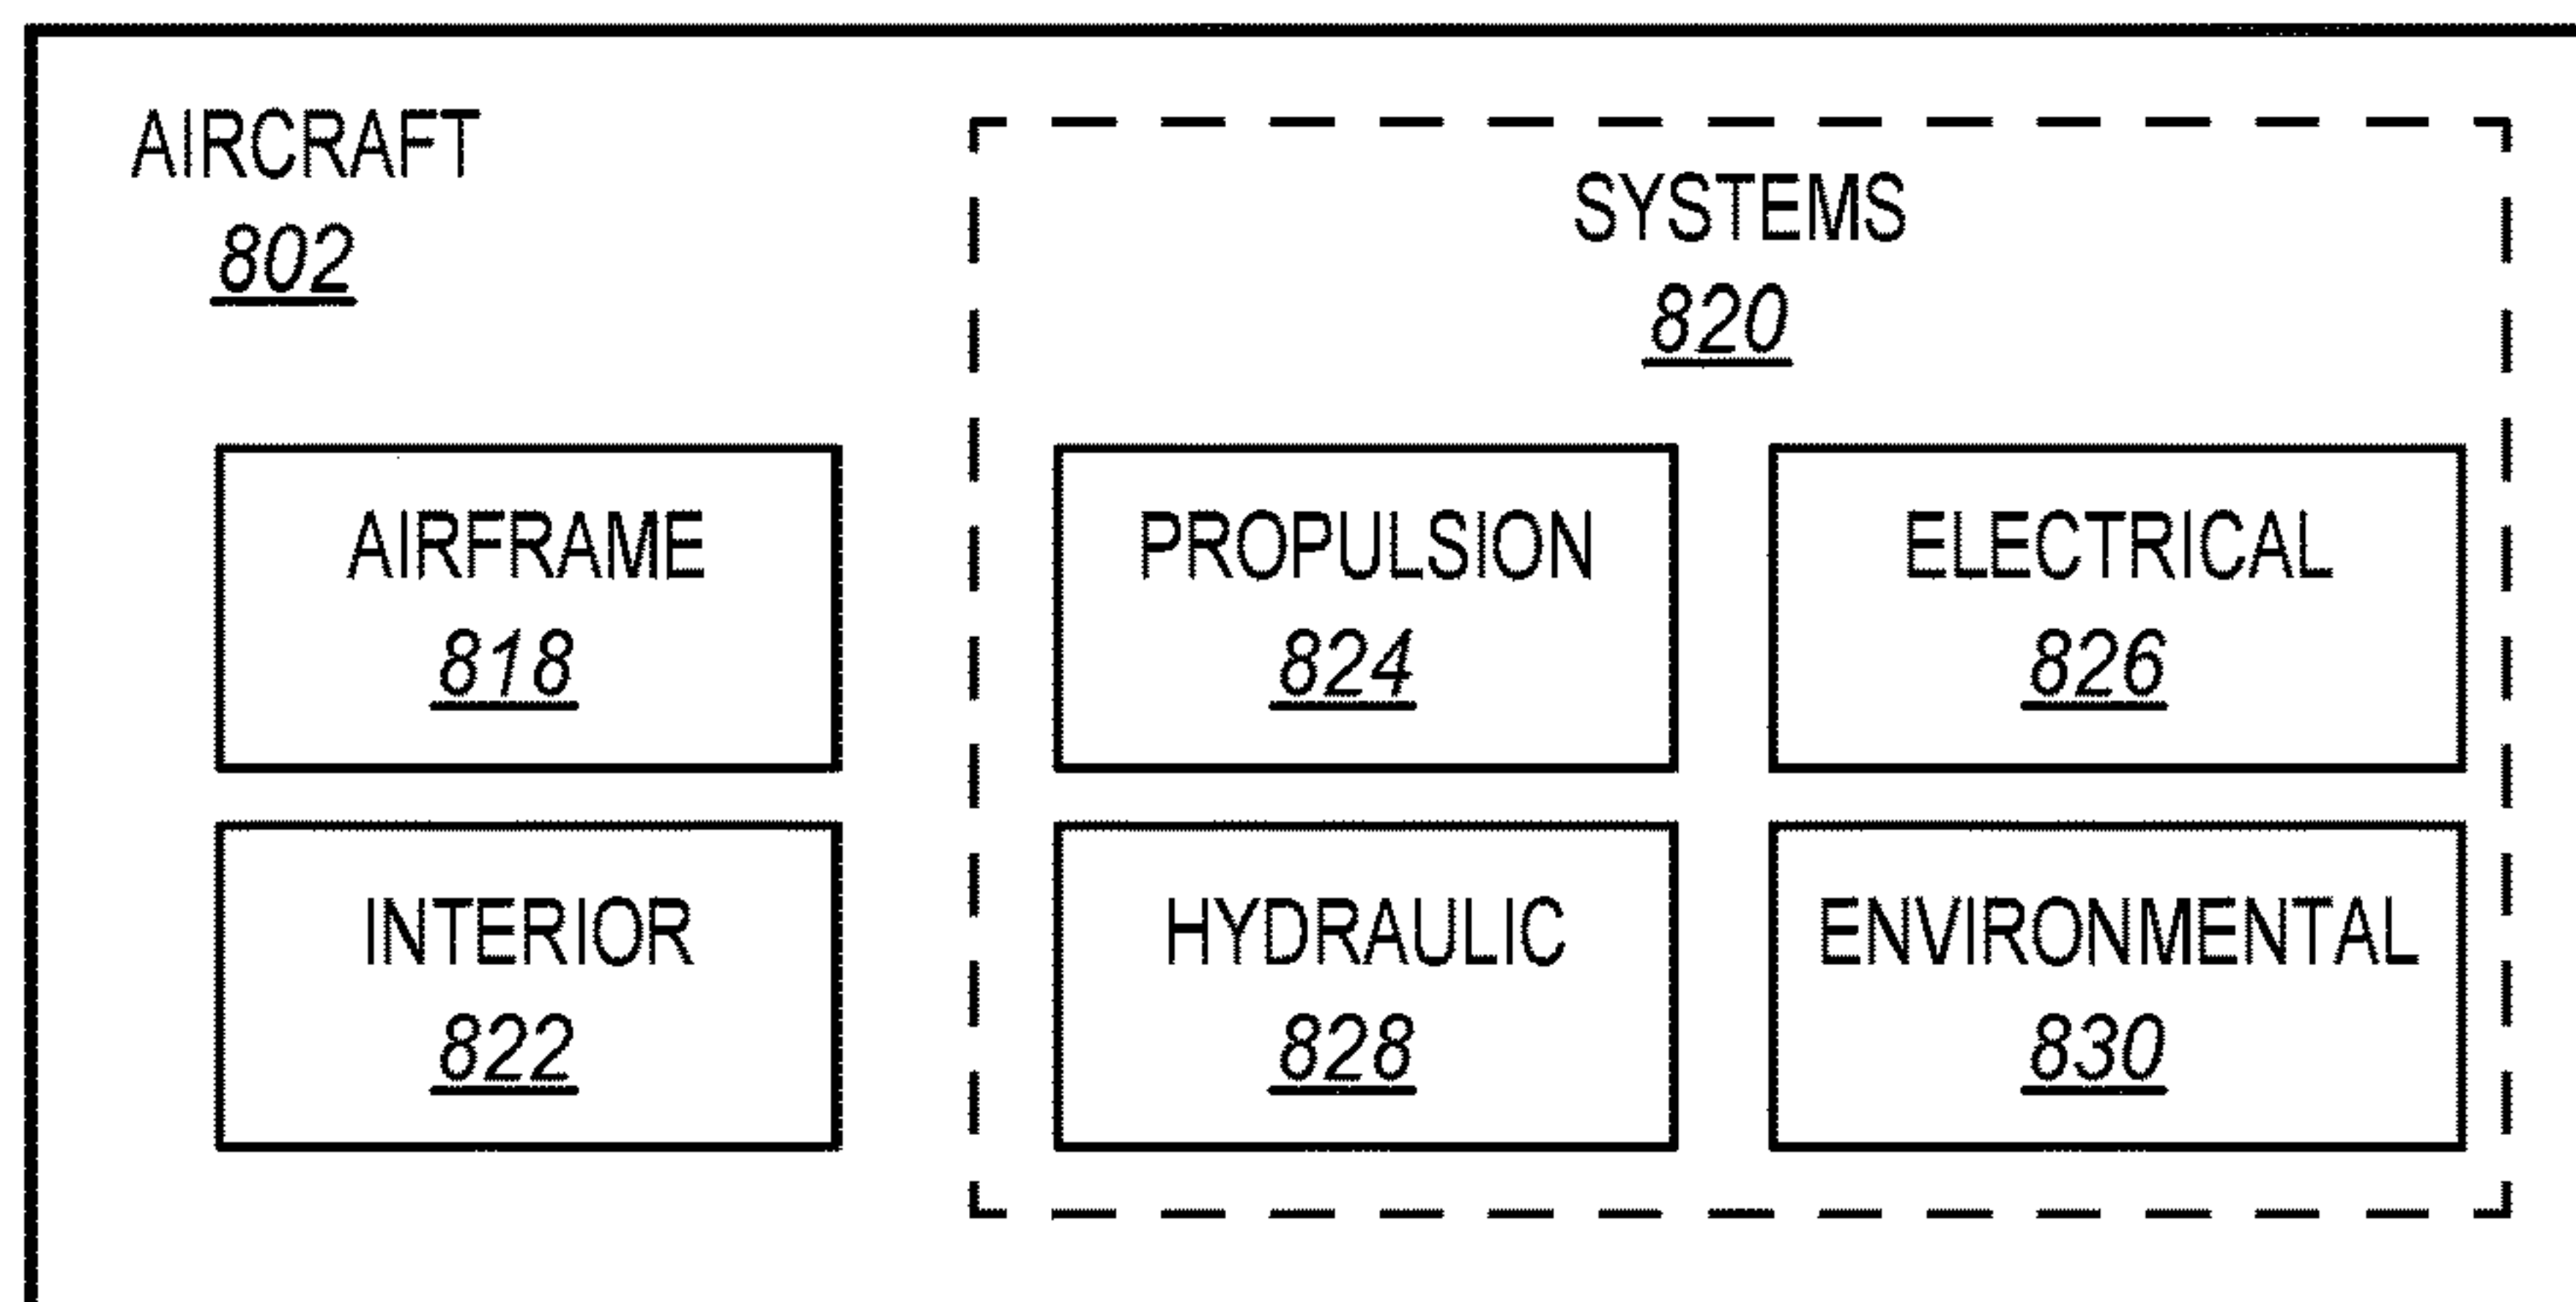 AIRCRAFT
802
SYSTEMS
820
AIRFRAME
818
PROPULSION
824
ELECTRICAL
826
INTERIOR
822
HYDRAULIC
828
ENVIRONMENTAL
830